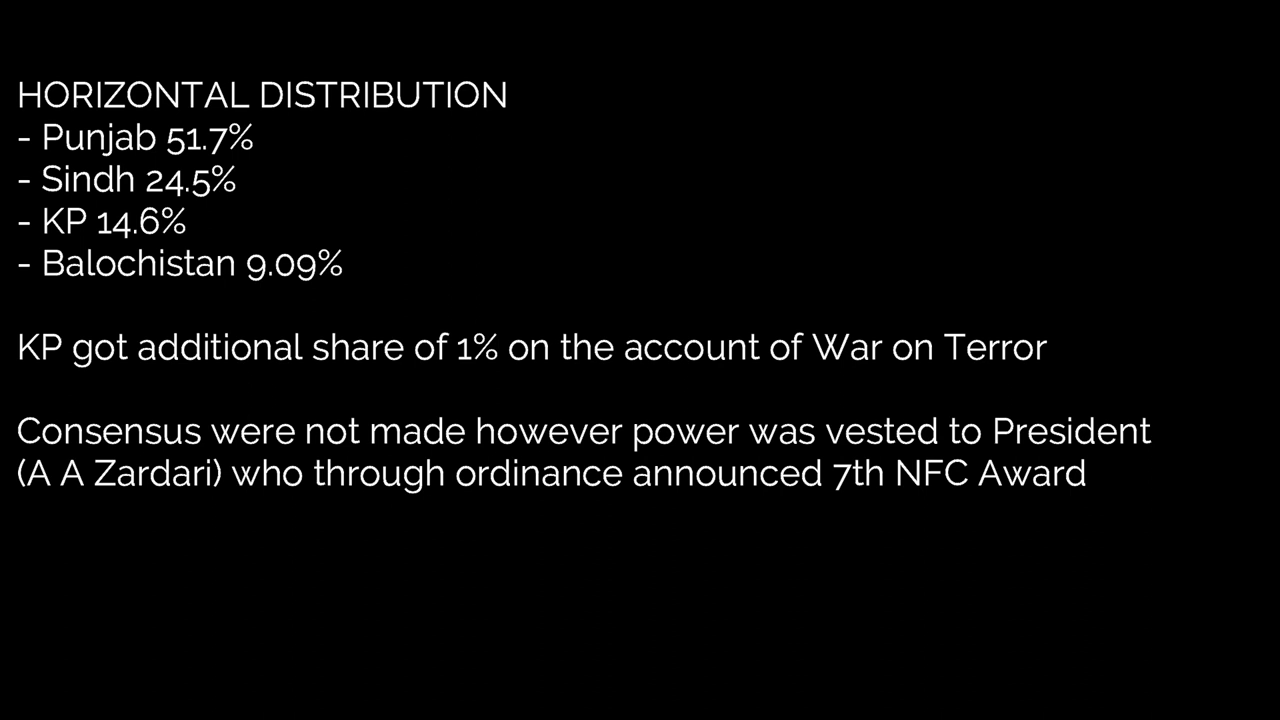 HORIZONTAL DISTRIBUTION
- Punjab 51.7%
- Sindh 24.5%
- KP 14.6%
- Balochistan 9.09%
KP got additional share of 1% on the account of War on Terror
Consensus were not made however power was vested to President
(A A Zardari) who through ordinance announced 7th NFC Award